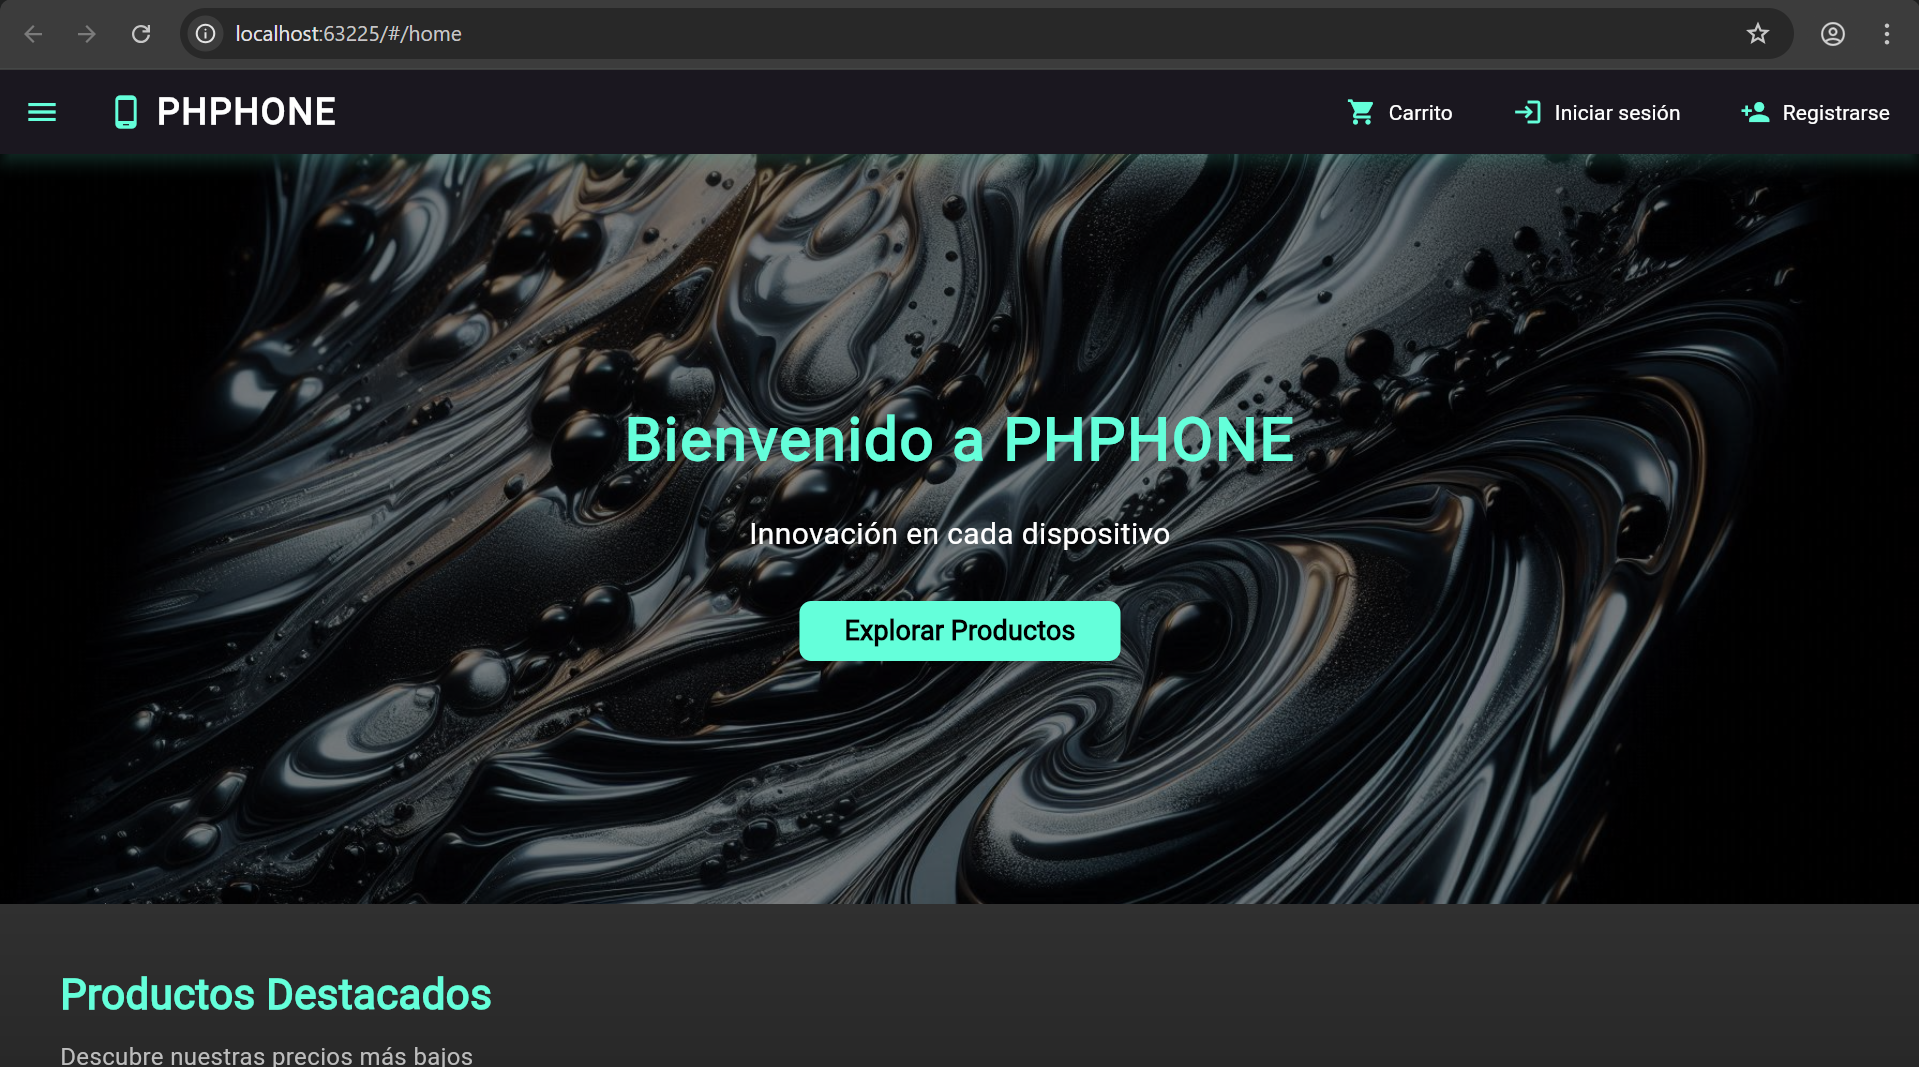 localhost:63225/#/home
PHPHONE
Carrito
Iniciar sesión
Registrarse
Bienvenido a PHPHONE
Innovación en cada dispositivo
Explorar Productos
Productos Destacados
Descubre nuestras precios más bajos